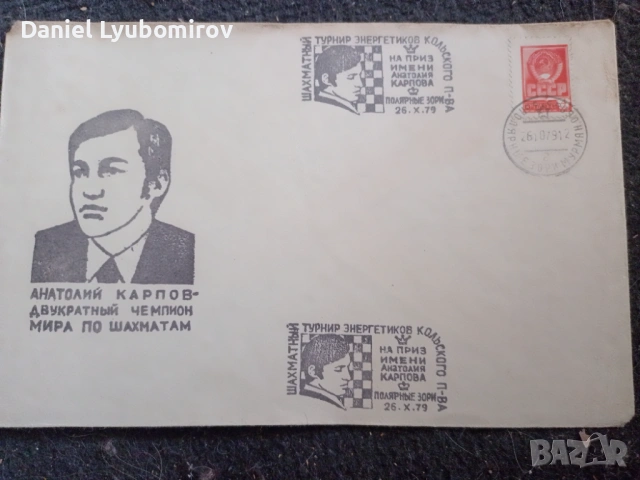 Daniel Lyubomirov
ШАХМАТНЫЙ ТУРНИР ЭНЕРГЕТИКОВ КОЛЬСКОГО П-ВА
НА ПРИЗ
ИМЕНИ
АНАТОЛИЯ
КАРПОВА
ПОЛЯРНЫЕ ЗОРИ
26.X.79
СССР
АНАТОЛИЙ КАРПОВ-
ДВУКРАТНЫЙ ЧЕМПИОН
МИРА ПО ШАХМАТАМ
ШАХМАТНЫЙ ТУРНИР ЭНЕРГЕТИКОВ КОЛЬСКОГО П-ВА
НА ПРИЗ
ИМЕНИ
АНАТОЛИЯ
КАРПОВА
ПОЛЯРНЫЕ ЗОРИ
26.X.79
BAZAR